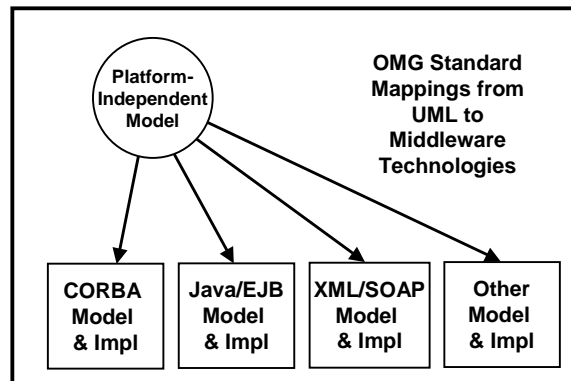 Platform-
Independent
Model
OMG Standard
Mappings from
UML to
Middleware
Technologies
CORBA
Model
& Impl
Java/EJB
Model
& Impl
XML/SOAP
Model
& Impl
Other
Model
& Impl